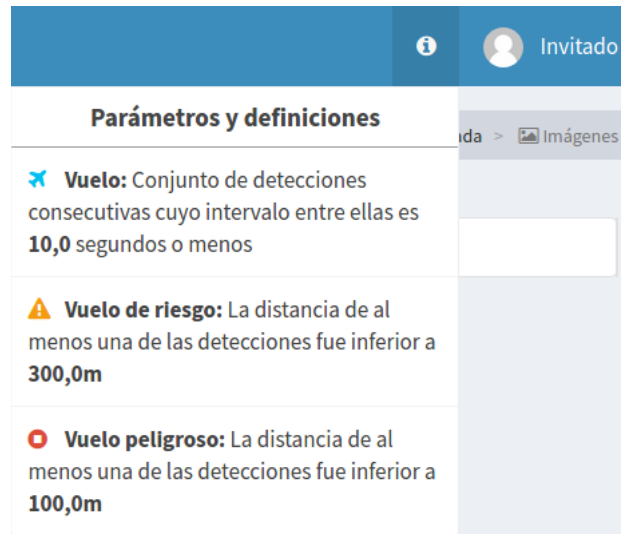 Invitado
Parámetros y definiciones
da > Imágenes
Vuelo: Conjunto de detecciones
consecutivas cuyo intervalo entre ellas es
10,0 segundos o menos
Vuelo de riesgo: La distancia de al
menos una de las detecciones fue inferior a
300,0m
Vuelo peligroso: La distancia de al
menos una de las detecciones fue inferior a
100,0m